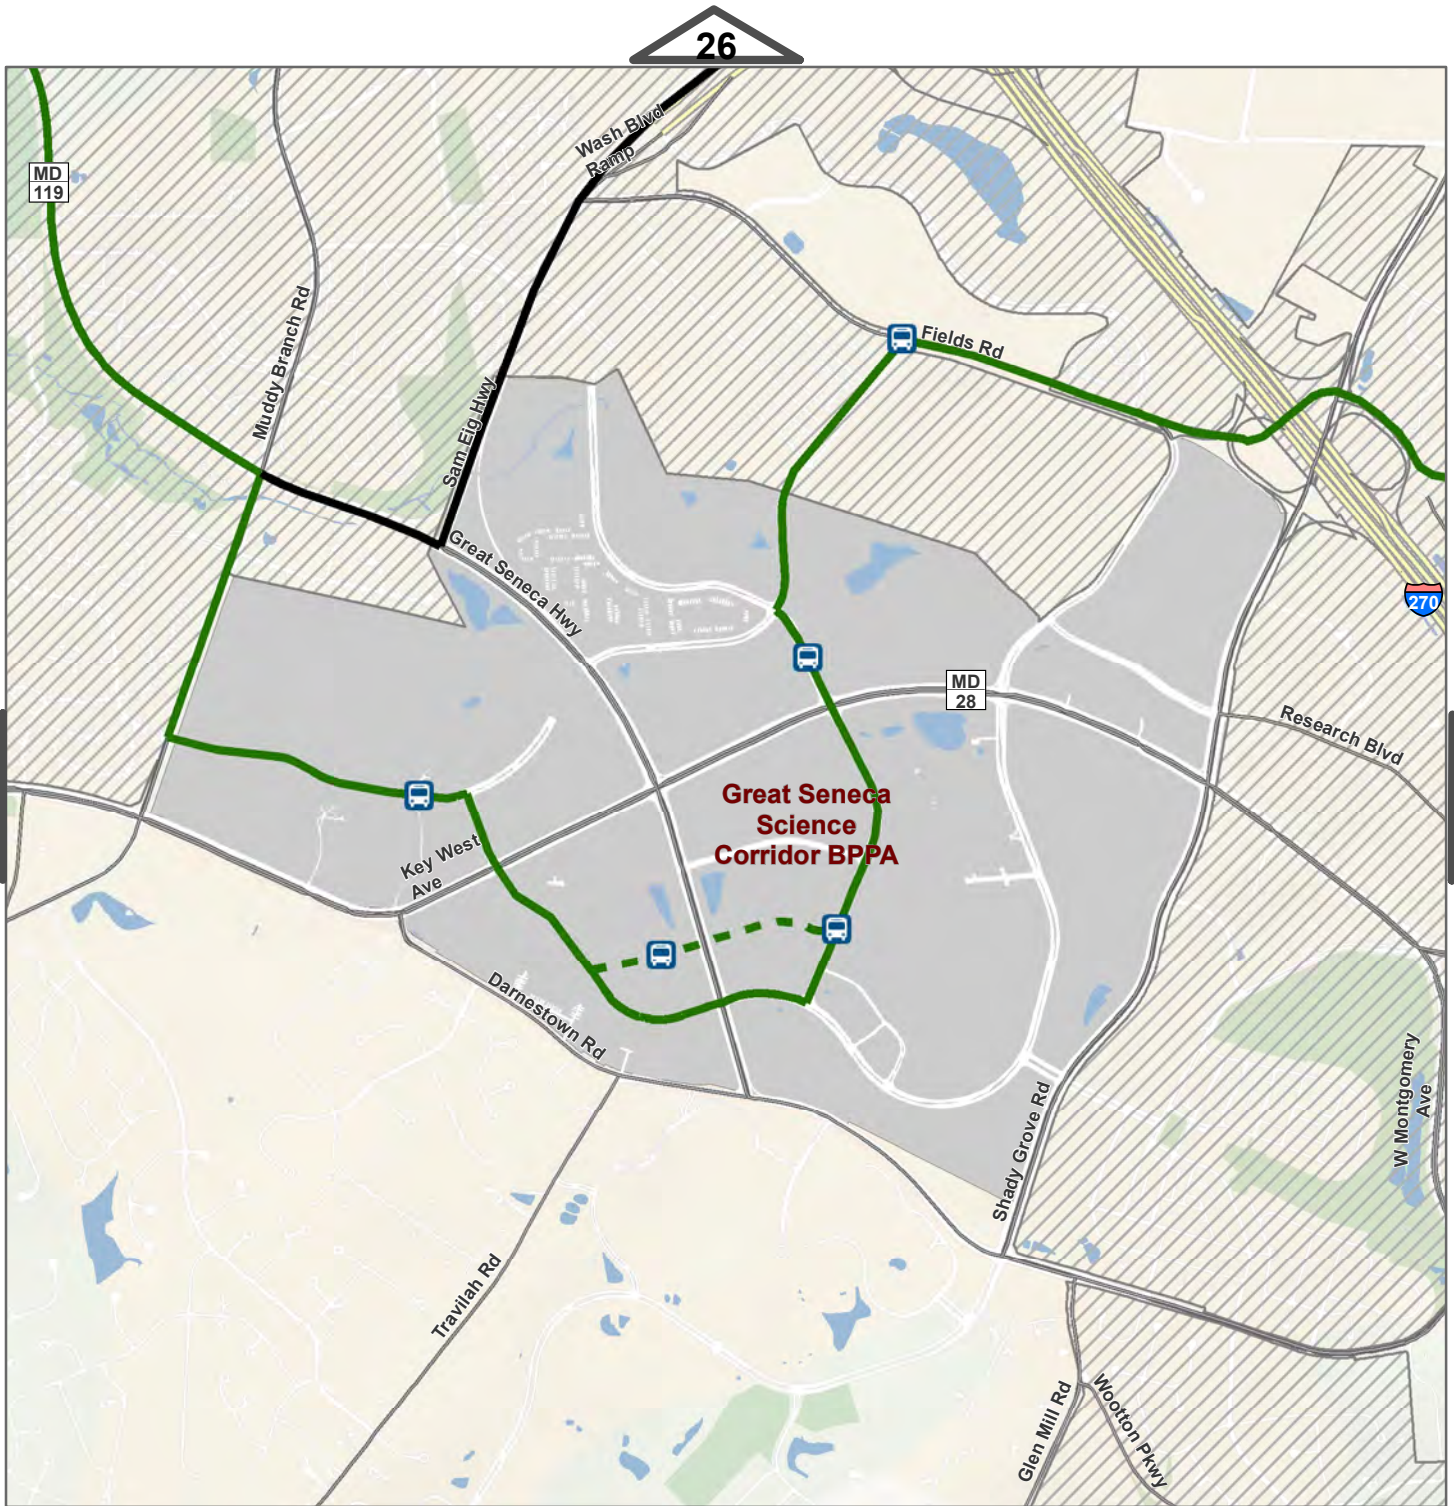 26
Wash Blvd
Ramp
MD
119
Muddy Branch Rd
Fields Rd
Sam Eig Hwy
Great Seneca Hwy
270
MD
28
Research Blvd
Great Seneca
Science
Corridor BPPA
Key West
Ave
Darnestown Rd
W Montgomery
Ave
Shady Grove Rd
Travilah Rd
Glen Mill Rd
Wootton Pkwy